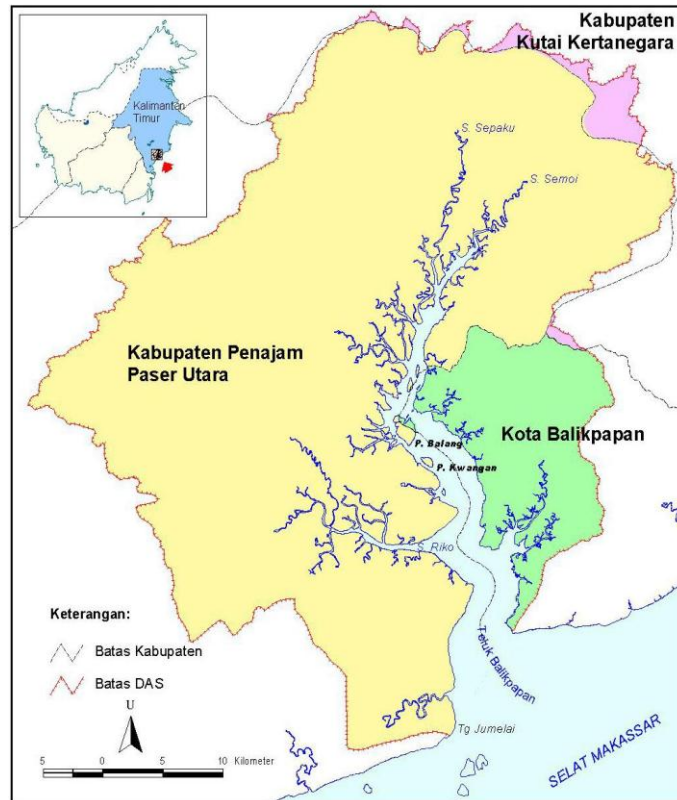 Kabupaten
Kutai Kertanegara
Kalimantan
Timur
S. Sepaku
S. Semoi
Kabupaten Penajam
Paser Utara
Kota Balikpapan
P. Balang
P. Kwangan
S. Riko
Keterangan:
Batas Kabupaten
Batas DAS
Teluk Balikpapan
U
Tg Jumelai
SELAT MAKASSAR
5 0 5 10 Kilometer